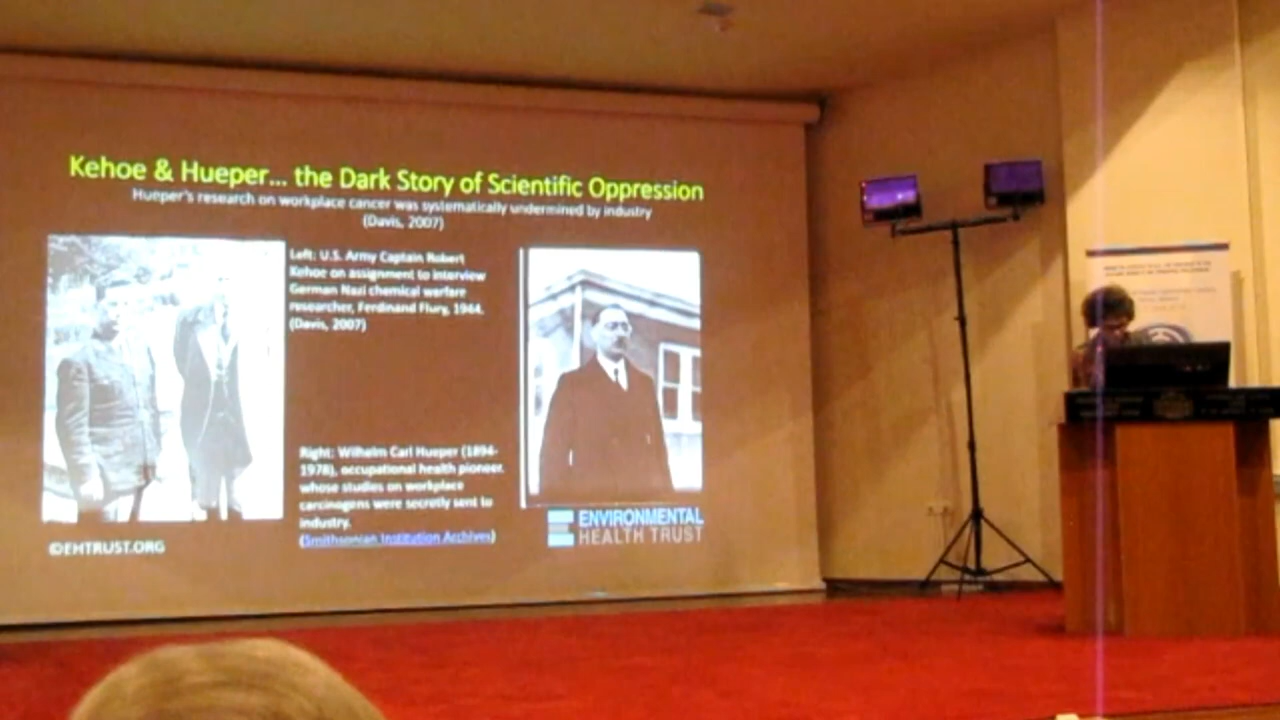 Kehoe & Hueper... the Dark Story of Scientific Oppression
Hueper's research on workplace cancer was systematically undermined by industry
(Davis, 2007)
Left: U.S. Army Captain Robert
Kehoe on assignment to interview
German Nazi chemical warfare
researcher, Ferdinand Flury, 1944.
(Davis, 2007)
Right: Wilhelm Carl Hueper (1894-
1978), occupational health pioneer
whose studies on workplace
carcinogens were secretly sent to
industry.
(Smithsonian Institution Archives)
©EHTRUST.ORG
ENVIRONMENTAL
HEALTH TRUST